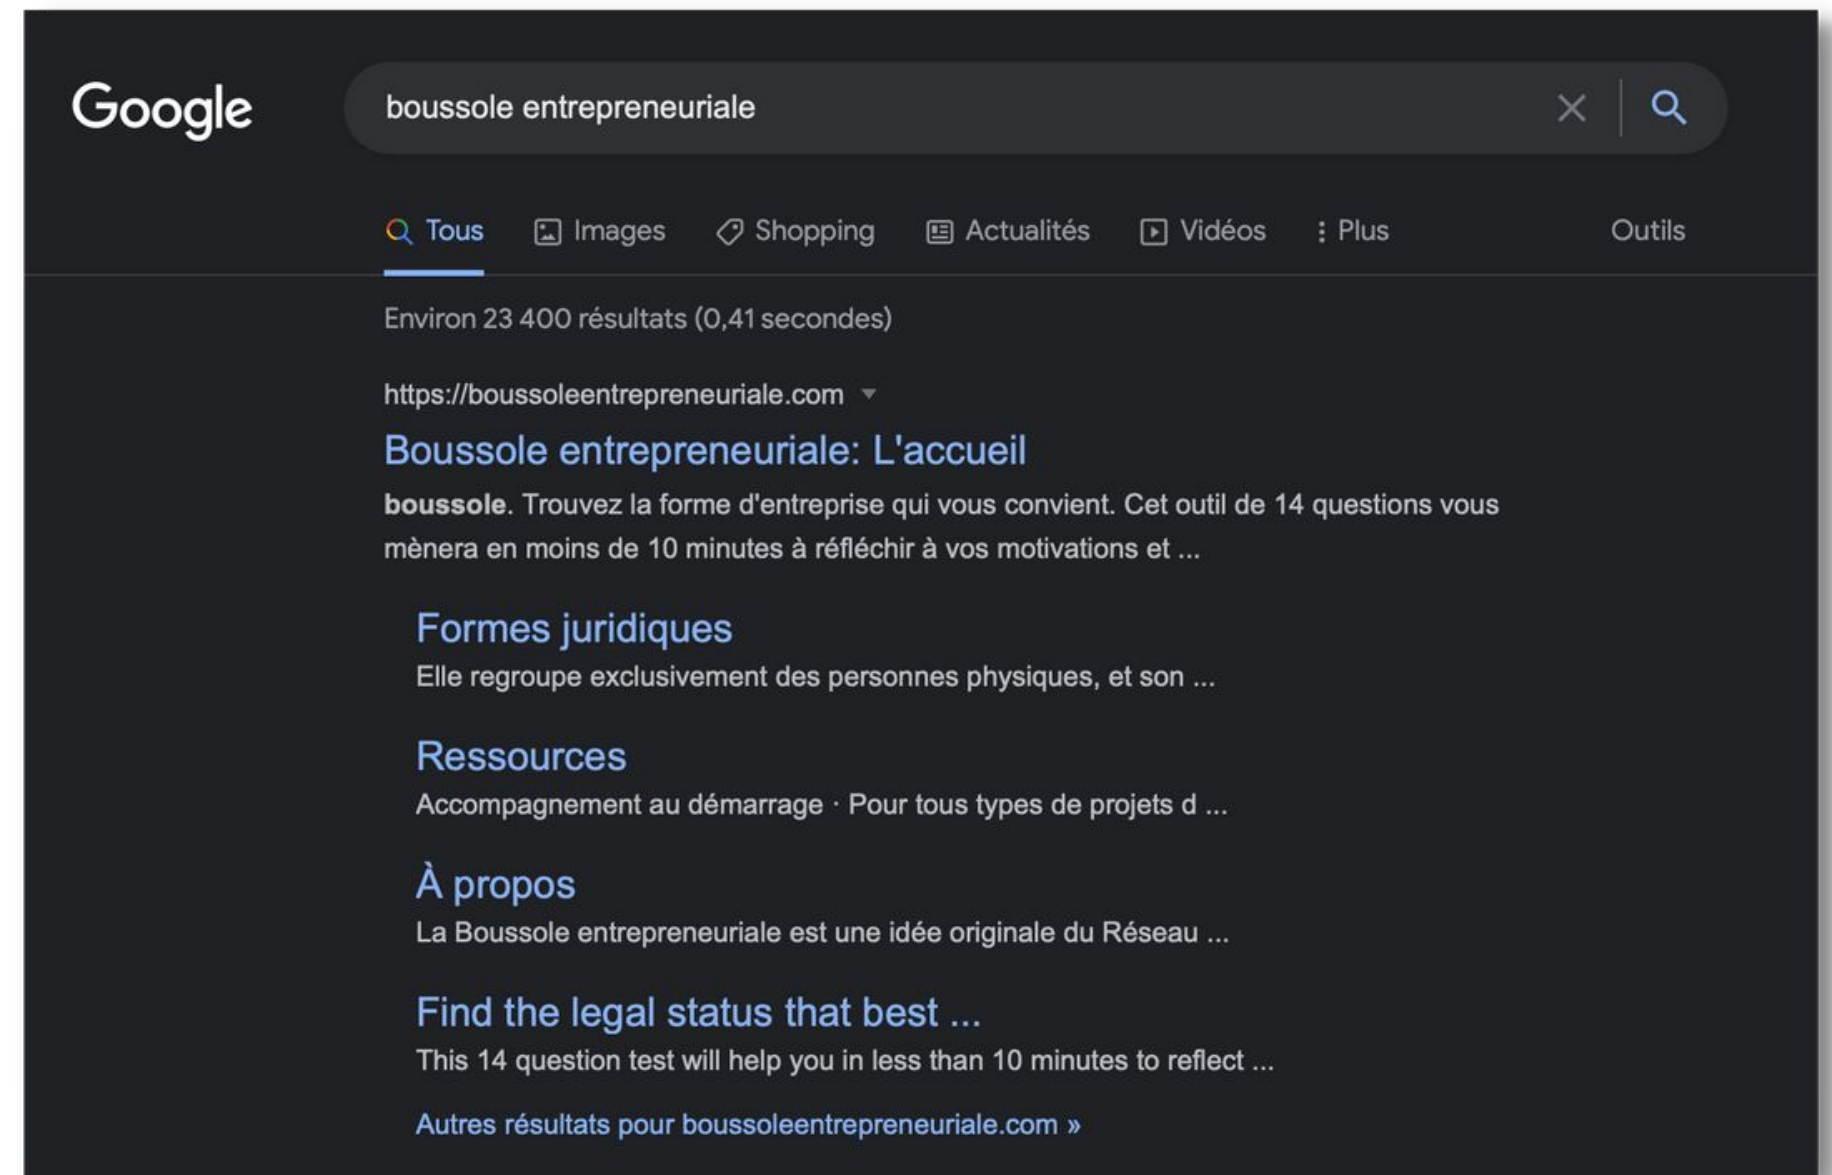 Google
boussole entrepreneuriale
Tous Images Shopping Actualités Vidéos Plus Outils
Environ 23 400 résultats (0,41 secondes)
https://boussoleentrepreneuriale.com
Boussole entrepreneuriale: L'accueil
boussole. Trouvez la forme d'entreprise qui vous convient. Cet outil de 14 questions vous
mènera en moins de 10 minutes à réfléchir à vos motivations et ...
Formes juridiques
Elle regroupe exclusivement des personnes physiques, et son ...
Ressources
Accompagnement au démarrage · Pour tous types de projets d ...
À propos
La Boussole entrepreneuriale est une idée originale du Réseau ...
Find the legal status that best ...
This 14 question test will help you in less than 10 minutes to reflect ...
Autres résultats pour boussoleentrepreneuriale.com »